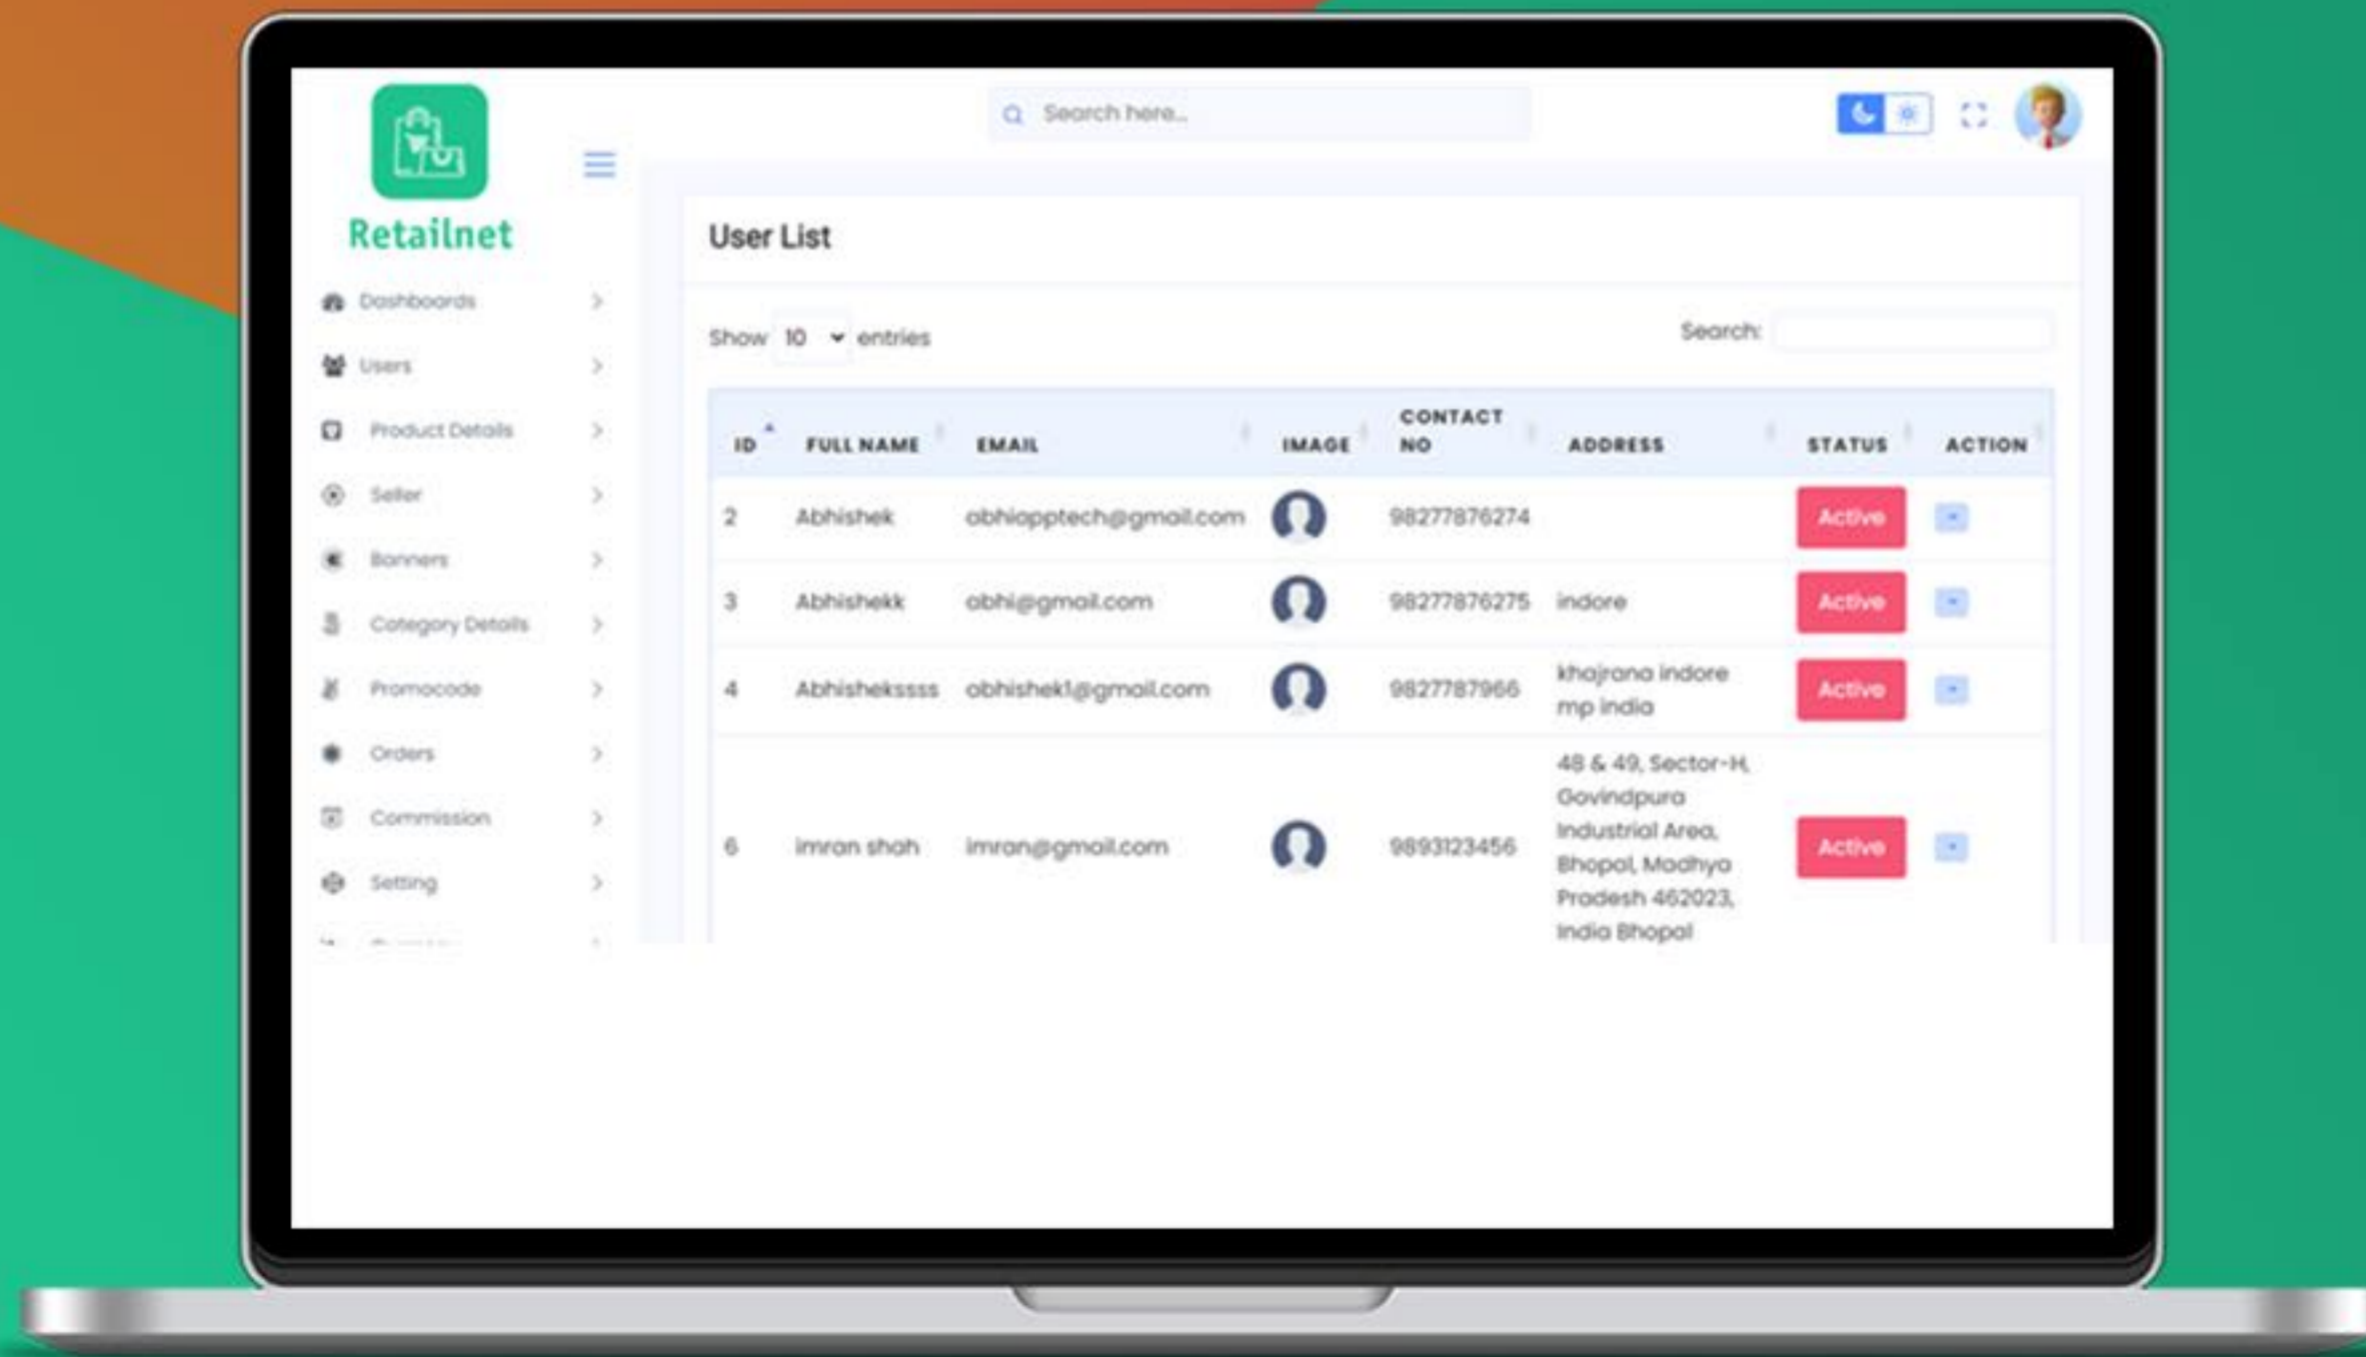 Retailnet
Search here...
Dashboards
Users
Product Details
Seller
Banners
Category Details
Promocode
Orders
Commission
Setting
User List
Show 10 entries
Search:
ID FULL NAME EMAIL IMAGE CONTACT NO ADDRESS STATUS ACTION
2 Abhishek abhiapptech@gmail.com 98277876274 Active
3 Abhishekk abhi@gmail.com 98277876275 indore Active
4 Abhishekssss abhishek1@gmail.com 9827787966 khajrana indore
mp india Active
6 imran shah imran@gmail.com 9893123456 48 & 49, Sector-H,
Govindpura
Industrial Area,
Bhopal, Madhya
Pradesh 462023,
India Bhopal Active